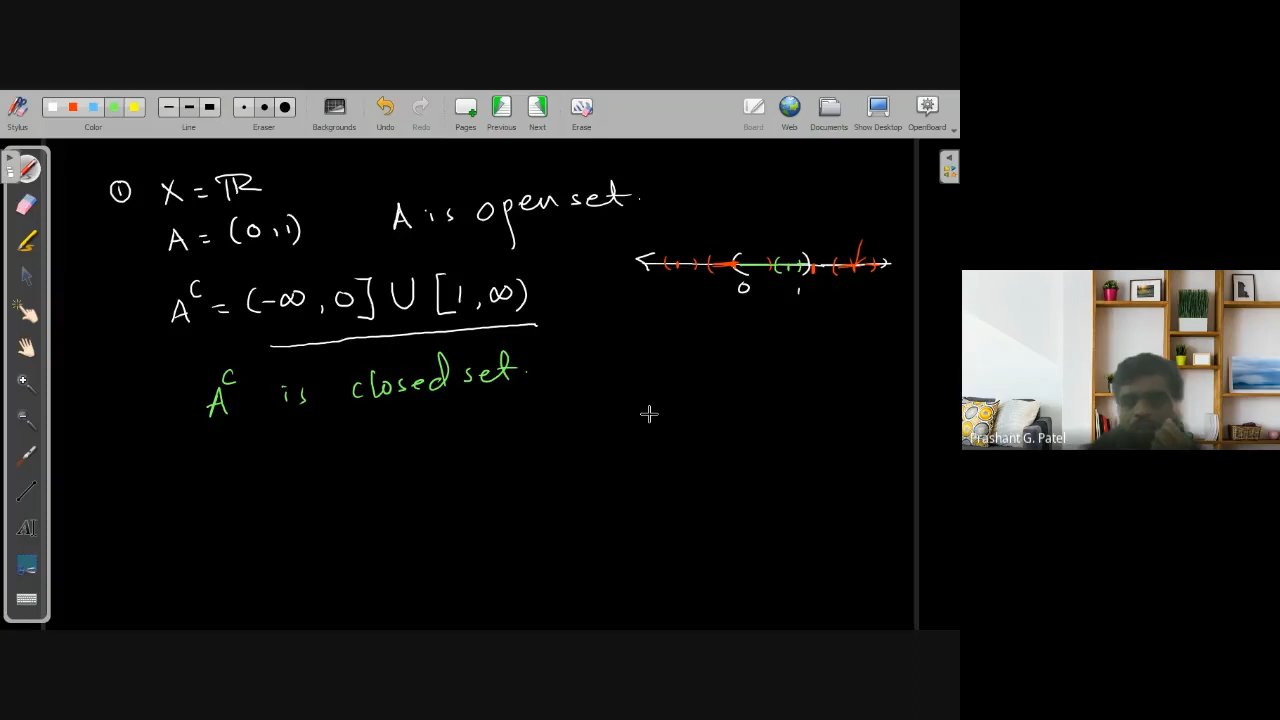 Stylus Color Line Eraser Backgrounds Undo Redo Pages Previous Next Erase Board Web Documents Show Desktop OpenBoard
① X = ℝ
A = (0,1) A is open set.
0 1
Aᶜ = (-∞, 0] ∪ [1, ∞)
Aᶜ is closed set.
Prashant G. Patel